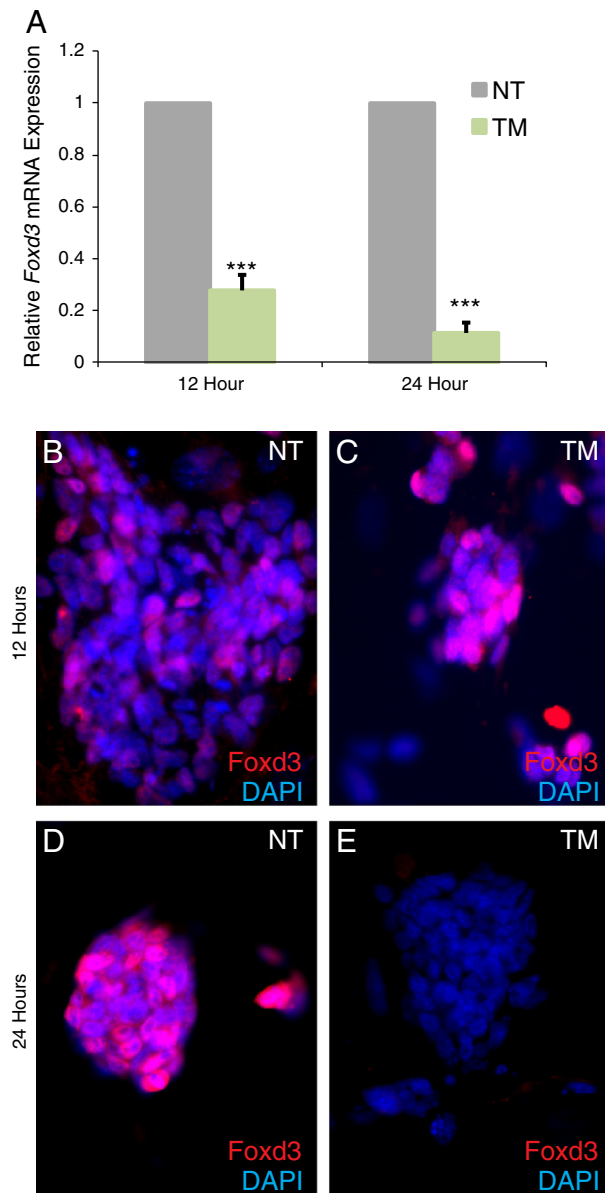 A
Relative Foxd3 mRNA Expression
1.2
1
0.8
0.6
0.4
0.2
0
NT
TM
***
***
12 Hour
24 Hour
12 Hours
B
NT
Foxd3
DAPI
C
TM
Foxd3
DAPI
24 Hours
D
NT
Foxd3
DAPI
E
TM
Foxd3
DAPI